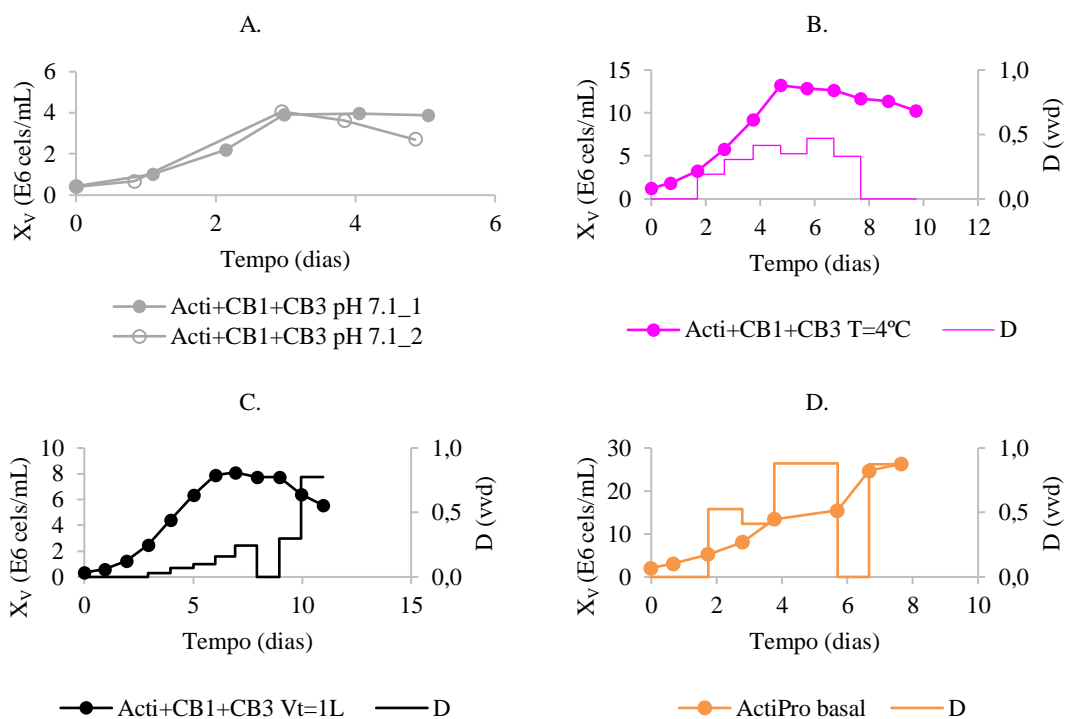 A.
X_V (E6 cels/mL)
6
4
2
0
0 2 4 6
Tempo (dias)
Acti+CB1+CB3 pH 7.1_1
Acti+CB1+CB3 pH 7.1_2
B.
X_V (E6 cels/mL)
15
10
5
0
1,0
0,5
0,0
D (vvd)
0 2 4 6 8 10 12
Tempo (dias)
Acti+CB1+CB3 T=4ºC D
C.
X_V (E6 cels/mL)
10
8
6
4
2
0
1,0
0,5
0,0
D (vvd)
0 5 10 15
Tempo (dias)
Acti+CB1+CB3 Vt=1L D
D.
X_V (E6 cels/mL)
30
20
10
0
1,0
0,5
0,0
D (vvd)
0 2 4 6 8 10
Tempo (dias)
ActiPro basal D